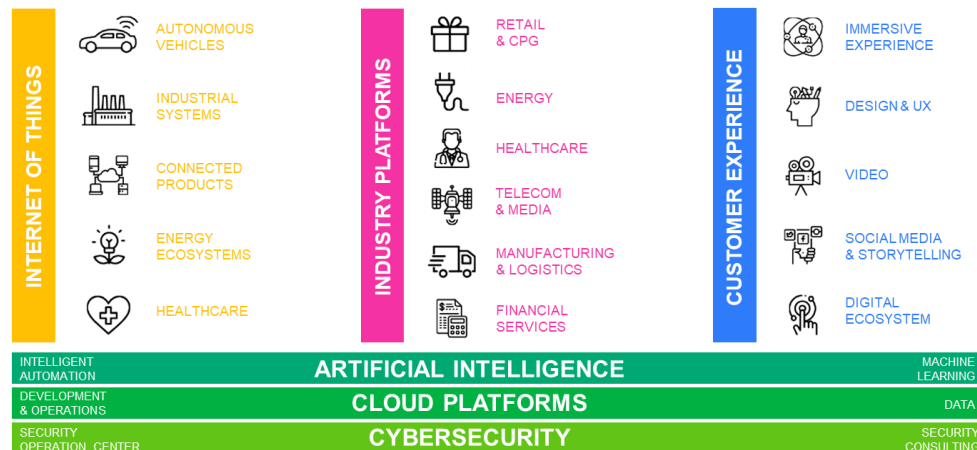 INTERNET OF THINGS
AUTONOMOUS
VEHICLES
INDUSTRIAL
SYSTEMS
CONNECTED
PRODUCTS
ENERGY
ECOSYSTEMS
HEALTHCARE
INDUSTRY PLATFORMS
RETAIL
& CPG
ENERGY
HEALTHCARE
TELECOM
& MEDIA
MANUFACTURING
& LOGISTICS
FINANCIAL
SERVICES
CUSTOMER EXPERIENCE
IMMERSIVE
EXPERIENCE
DESIGN & UX
VIDEO
SOCIAL MEDIA
& STORYTELLING
DIGITAL
ECOSYSTEM
INTELLIGENT
AUTOMATION
ARTIFICIAL INTELLIGENCE
MACHINE
LEARNING
DEVELOPMENT
& OPERATIONS
CLOUD PLATFORMS
DATA
SECURITY
OPERATION CENTER
CYBERSECURITY
SECURITY
CONSULTING